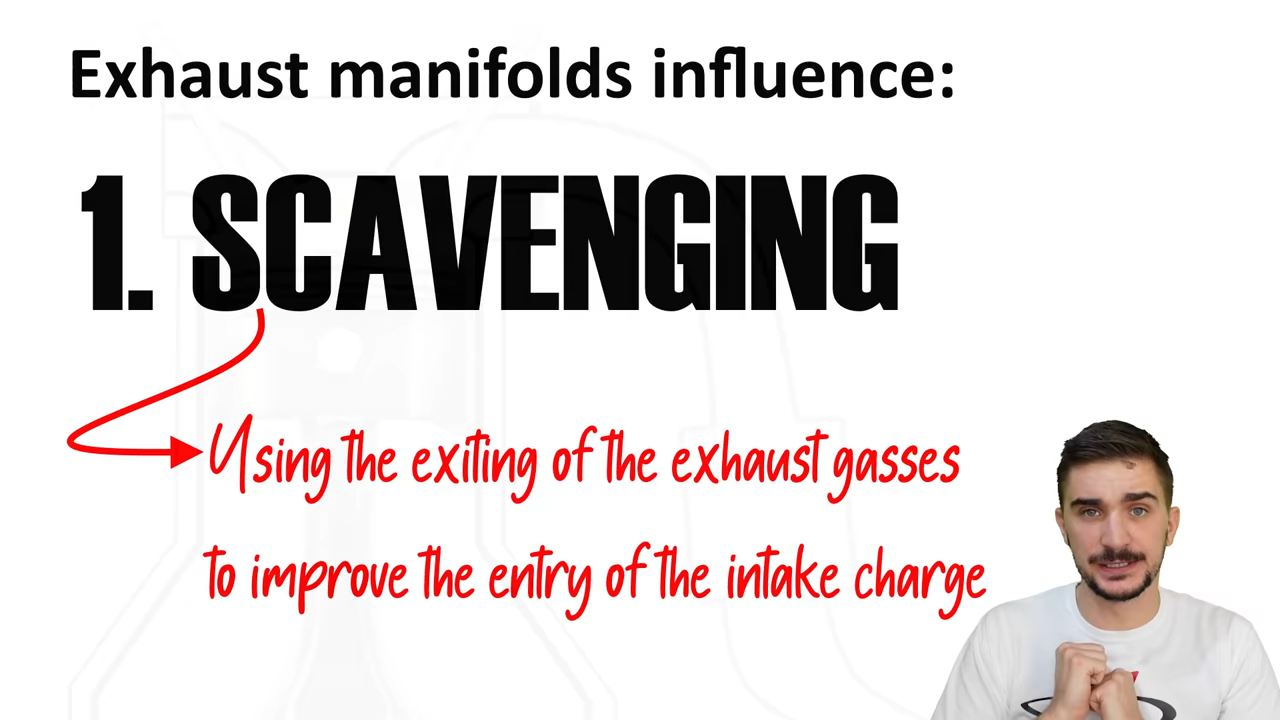 Exhaust manifolds influence:
1. SCAVENGING
Using the exiting of the exhaust gasses
to improve the entry of the intake charge